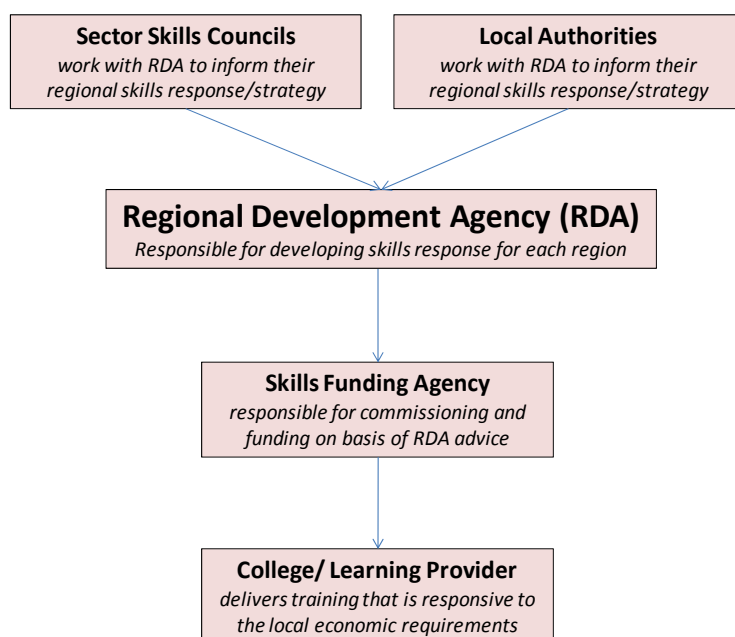 Sector Skills Councils
work with RDA to inform their
regional skills response/strategy
Local Authorities
work with RDA to inform their
regional skills response/strategy
Regional Development Agency (RDA)
Responsible for developing skills response for each region
Skills Funding Agency
responsible for commissioning and
funding on basis of RDA advice
College/ Learning Provider
delivers training that is responsive to
the local economic requirements